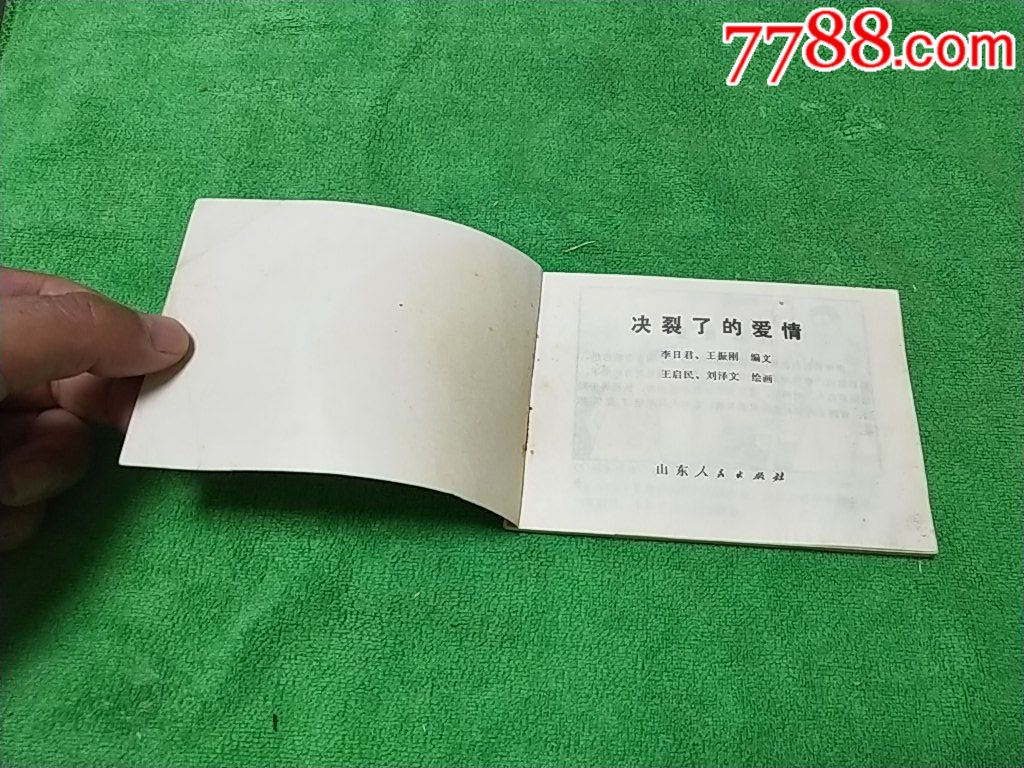 7788.com
决裂了的爱情
李日君、王振刚 编文
王启民、刘泽文 绘画
山东人民出版社